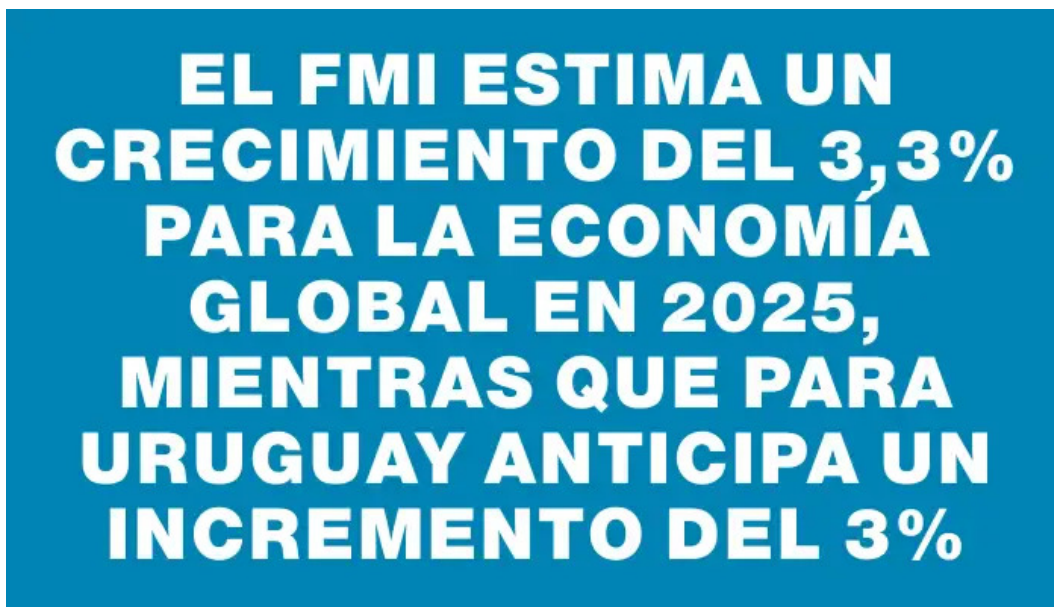 EL FMI ESTIMA UN
CRECIMIENTO DEL 3,3%
PARA LA ECONOMÍA
GLOBAL EN 2025,
MIENTRAS QUE PARA
URUGUAY ANTICIPA UN
INCREMENTO DEL 3%